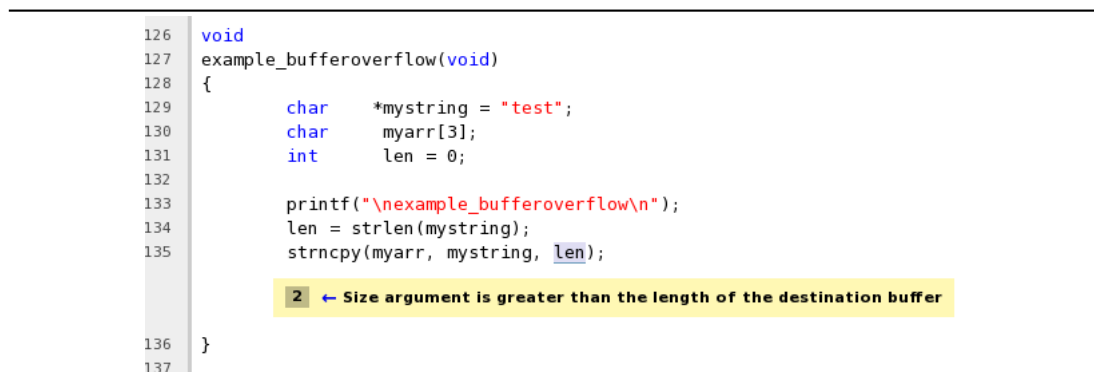 126 void
127 example_bufferoverflow(void)
128 {
129 char *mystring = "test";
130 char myarr[3];
131 int len = 0;
132
133 printf("\nexample_bufferoverflow\n");
134 len = strlen(mystring);
135 strncpy(myarr, mystring, len);
2 ← Size argument is greater than the length of the destination buffer
136 }
137